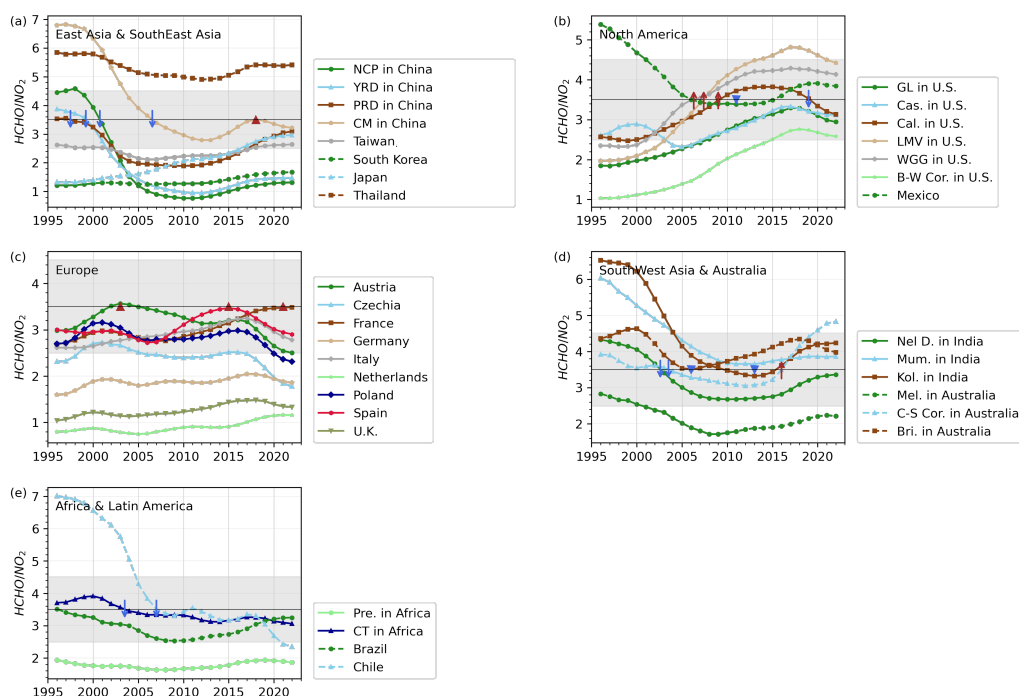 (a)
East Asia & SouthEast Asia
HCHO/NO2
7
6
5
4
3
2
1
1995 2000 2005 2010 2015 2020
NCP in China
YRD in China
PRD in China
CM in China
Taiwan
South Korea
Japan
Thailand
(b)
North America
HCHO/NO2
5
4
3
2
1
1995 2000 2005 2010 2015 2020
GL in U.S.
Cas. in U.S.
Cal. in U.S.
LMV in U.S.
WGG in U.S.
B-W Cor. in U.S.
Mexico
(c)
Europe
HCHO/NO2
4
3
2
1
1995 2000 2005 2010 2015 2020
Austria
Czechia
France
Germany
Italy
Netherlands
Poland
Spain
U.K.
(d)
SouthWest Asia & Australia
HCHO/NO2
6
5
4
3
2
1995 2000 2005 2010 2015 2020
Nel D. in India
Mum. in India
Kol. in India
Mel. in Australia
C-S Cor. in Australia
Bri. in Australia
(e)
Africa & Latin America
HCHO/NO2
7
6
5
4
3
2
1995 2000 2005 2010 2015 2020
Pre. in Africa
CT in Africa
Brazil
Chile